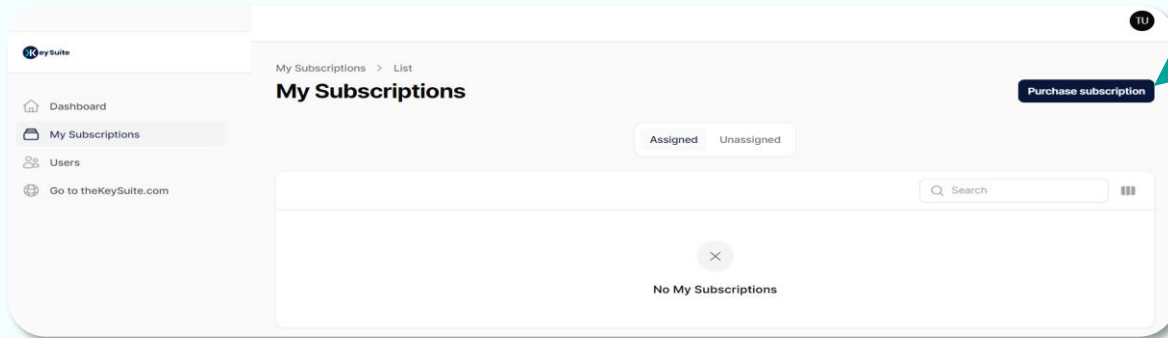 TU
KeySuite
My Subscriptions > List
My Subscriptions
Purchase subscription
Dashboard
My Subscriptions
Users
Go to theKeySuite.com
Assigned Unassigned
Search
No My Subscriptions